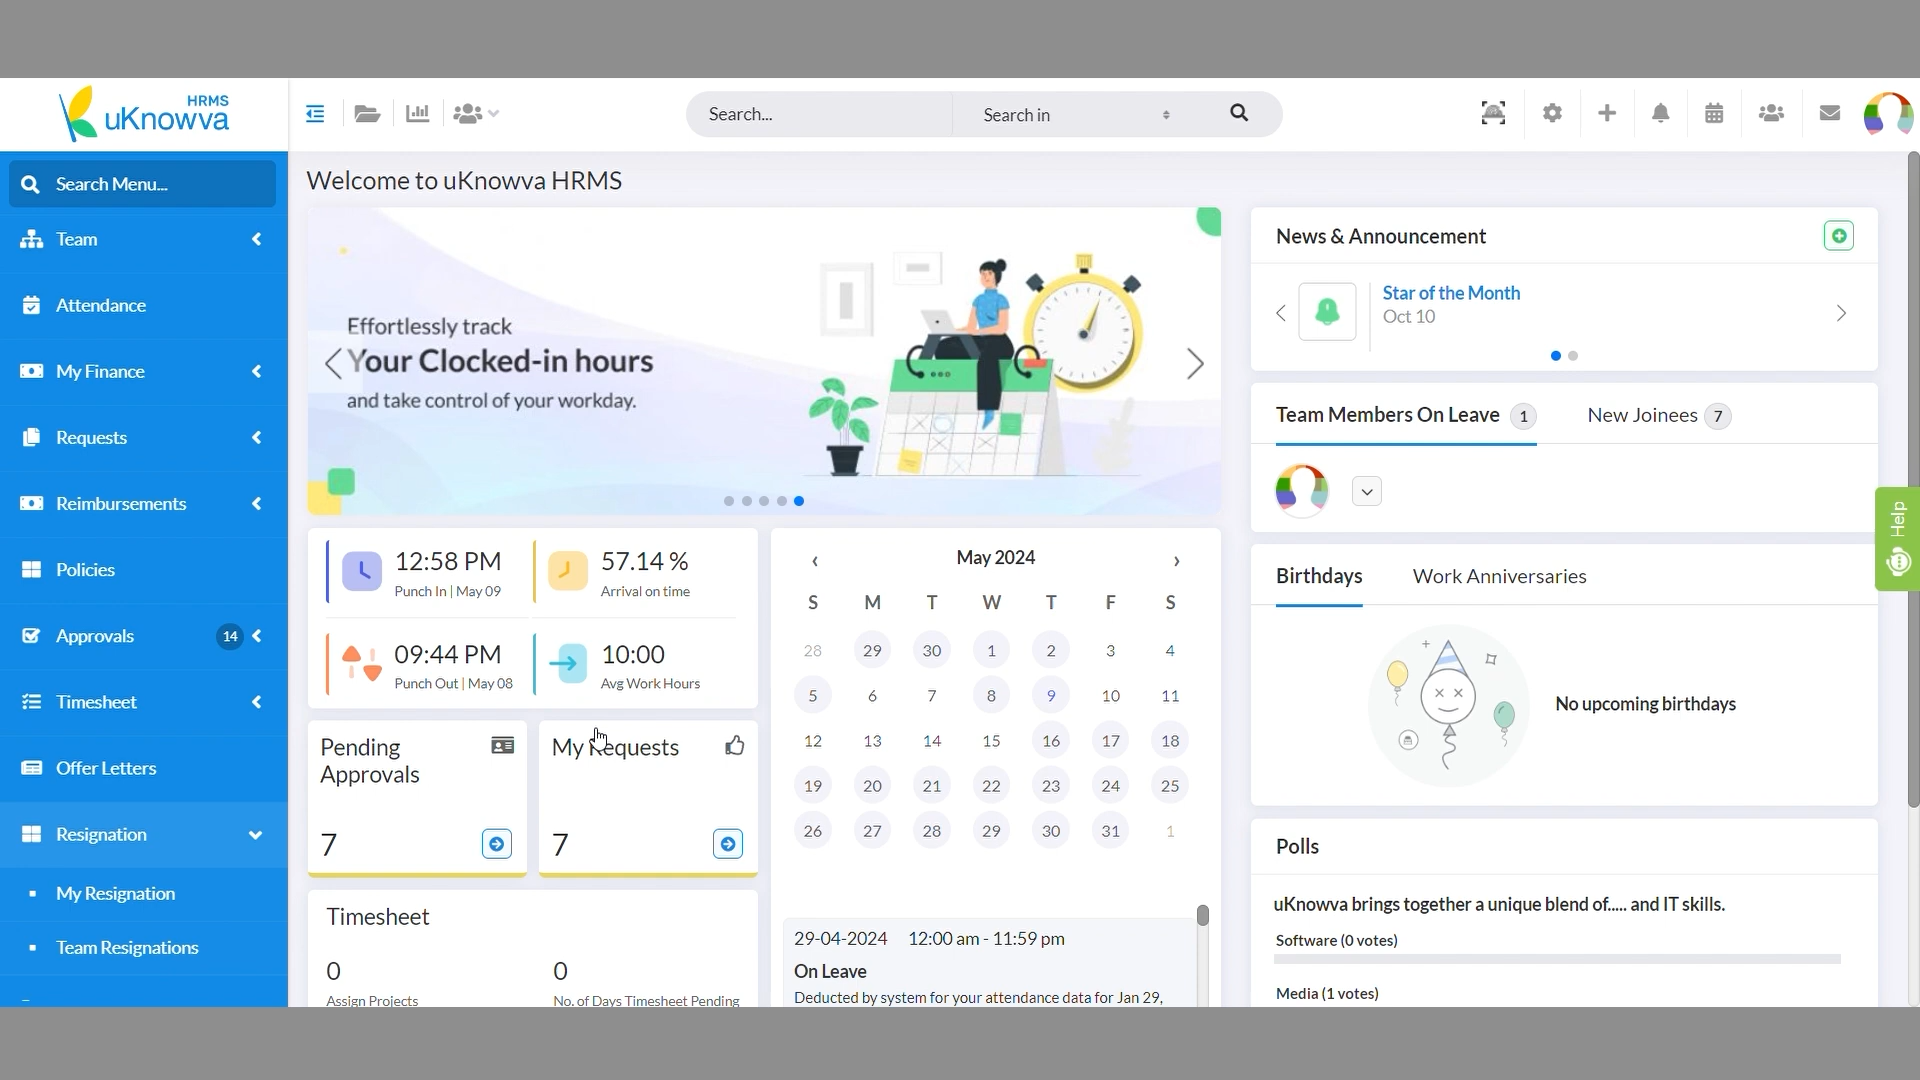 HRMS
uKnowva
Search...
Search in
Search Menu...
Team
Attendance
My Finance
Requests
Reimbursements
Policies
Approvals 14
Timesheet
Offer Letters
Resignation
My Resignation
Team Resignations
Welcome to uKnowva HRMS
Effortlessly track
Your Clocked-in hours
and take control of your workday.
12:58 PM
Punch In | May 09
57.14 %
Arrival on time
09:44 PM
Punch Out | May 08
10:00
Avg Work Hours
Pending
Approvals
7
My Requests
7
Timesheet
0
Assign Projects
0
No. of Days Timesheet Pending
May 2024
S M T W T F S
28 29 30 1 2 3 4
5 6 7 8 9 10 11
12 13 14 15 16 17 18
19 20 21 22 23 24 25
26 27 28 29 30 31 1
29-04-2024 12:00 am - 11:59 pm
On Leave
Deducted by system for your attendance data for Jan 29,
News & Announcement
Star of the Month
Oct 10
Team Members On Leave 1
New Joinees 7
Birthdays
Work Anniversaries
No upcoming birthdays
Polls
uKnowva brings together a unique blend of..... and IT skills.
Software (0 votes)
Media (1 votes)
Help